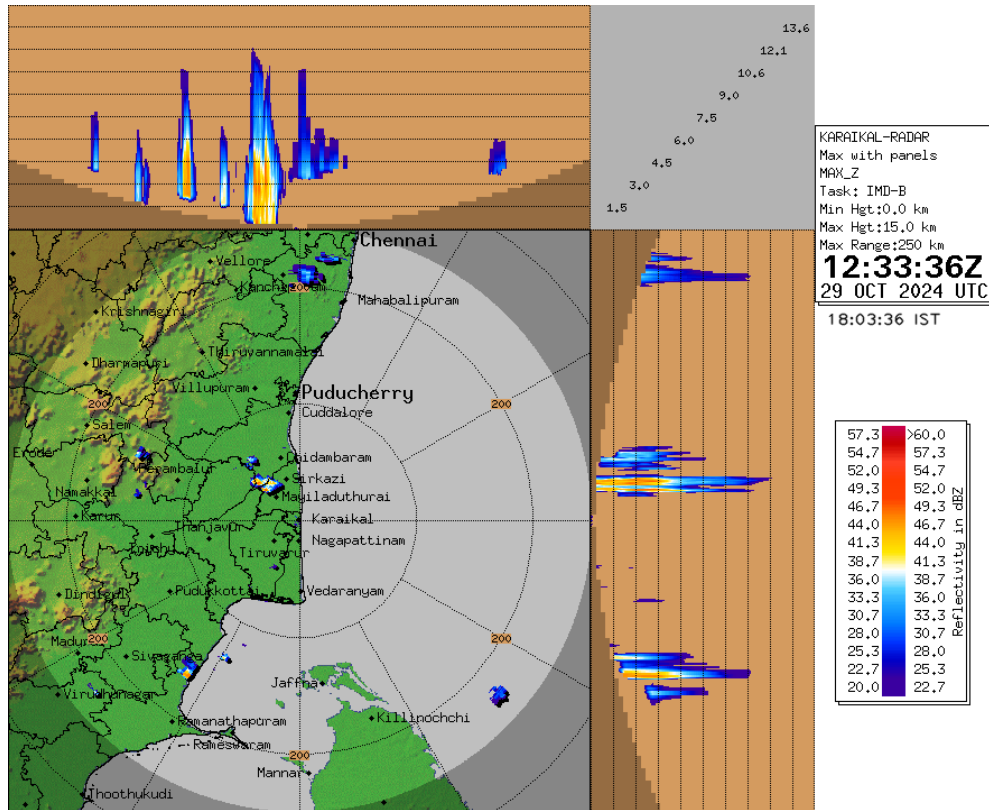 13.6
12.1
10.6
9.0
7.5
6.0
4.5
3.0
1.5
KARAIKAL-RADAR
Max with panels
MAX_Z
Task: IMD-B
Min Hgt:0.0 km
Max Hgt:15.0 km
Max Range:250 km
12:33:36Z
29 OCT 2024 UTC
18:03:36 IST
Chennai
Vellore
200
Mahabalipuram
Krishnagiri
Thiruvannamalai
Dharmapuri
Villupuram
Puducherry
200
200
Cuddalore
Salem
Erode
Chidambaram
Perambalur
Sirkazi
Namakkal
Mayiladuthurai
Karur
Karaikal
Thanjavur
Nagapattinam
Tiruvarur
Dindigul
Pudukkottai
Vedaranyam
200
200
Sivaganga
Jaffna
Virudhunagar
Ramanathapuram
Killinochchi
Rameswaram
200
Mannar
Thoothukudi
57.3 >60.0
54.7 57.3
52.0 54.7
49.3 52.0
46.7 49.3
44.0 46.7
41.3 44.0
38.7 41.3
36.0 38.7
33.3 36.0
30.7 33.3
28.0 30.7
25.3 28.0
22.7 25.3
20.0 22.7
Reflectivity in dBZ